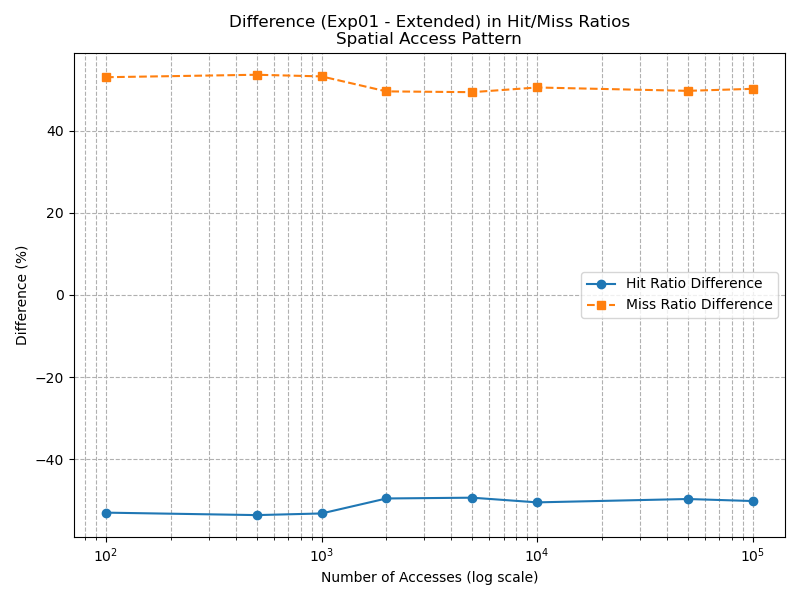 Difference (Exp01 - Extended) in Hit/Miss Ratios
Spatial Access Pattern
Difference (%)
40
20
0
−20
−40
Hit Ratio Difference
Miss Ratio Difference
10²
10³
10⁴
10⁵
Number of Accesses (log scale)